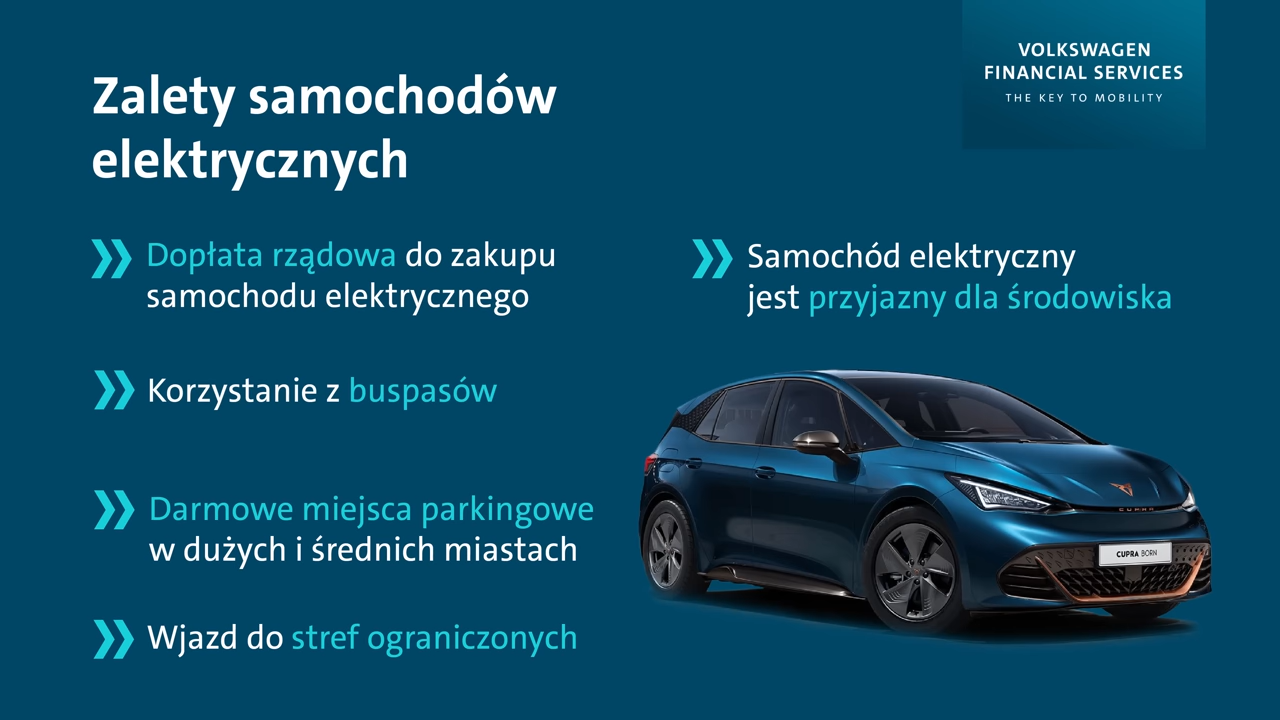 VOLKSWAGEN
FINANCIAL SERVICES
THE KEY TO MOBILITY
Zalety samochodów
elektrycznych
Dopłata rządowa do zakupu
samochodu elektrycznego
Korzystanie z buspasów
Darmowe miejsca parkingowe
w dużych i średnich miastach
Wjazd do stref ograniczonych
Samochód elektryczny
jest przyjazny dla środowiska
CUPRA
CUPRA BORN